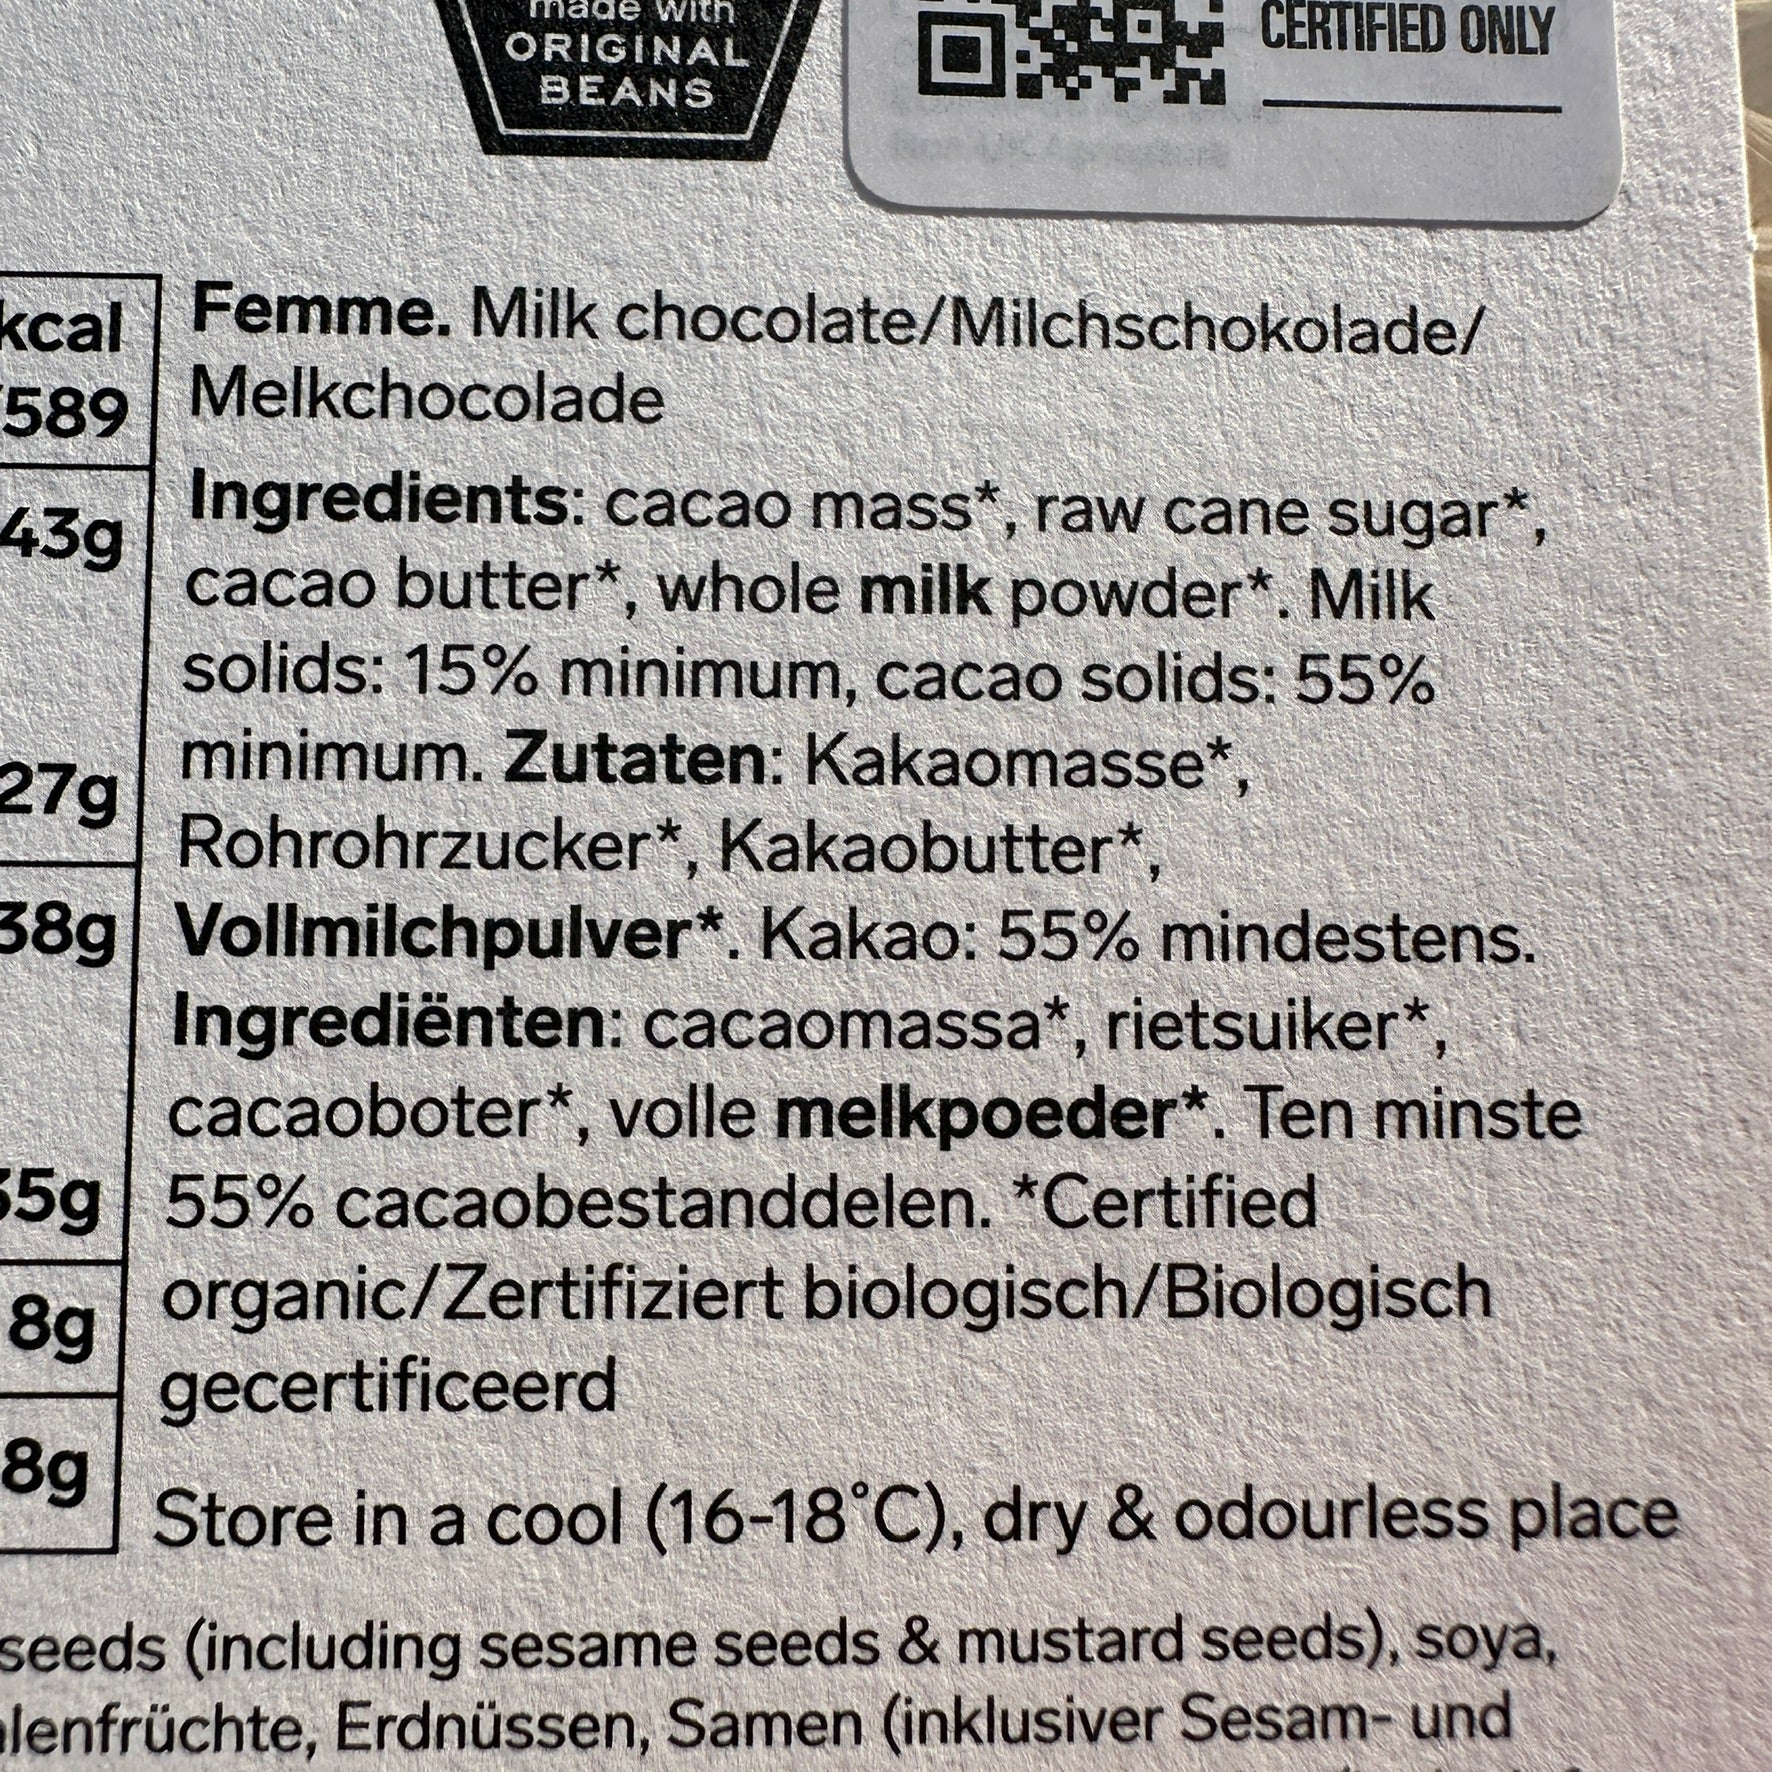 made with
ORIGINAL
BEANS
CERTIFIED ONLY
kcal
589
43g
27g
38g
35g
8g
8g
Femme. Milk chocolate/Milchschokolade/
Melkchocolade
Ingredients: cacao mass*, raw cane sugar*,
cacao butter*, whole milk powder*. Milk
solids: 15% minimum, cacao solids: 55%
minimum. Zutaten: Kakaomasse*,
Rohrohrzucker*, Kakaobutter*,
Vollmilchpulver*. Kakao: 55% mindestens.
Ingrediënten: cacaomassa*, rietsuiker*,
cacaoboter*, volle melkpoeder*. Ten minste
55% cacaobestanddelen. *Certified
organic/Zertifiziert biologisch/Biologisch
gecertificeerd
Store in a cool (16-18°C), dry & odourless place
seeds (including sesame seeds & mustard seeds), soya,
lenfrüchte, Erdnüssen, Samen (inklusiver Sesam- und